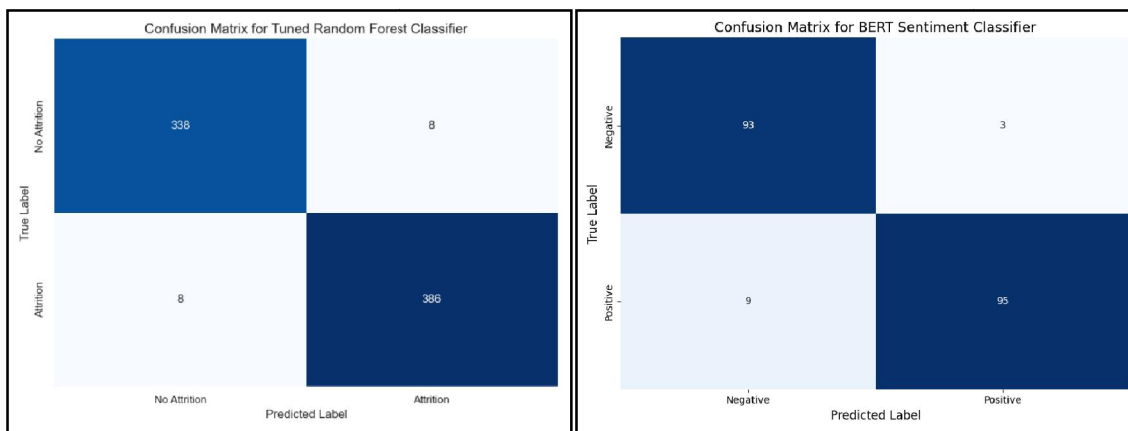 Confusion Matrix for Tuned Random Forest Classifier
True Label
No Attrition
338
8
Attrition
8
386
No Attrition
Attrition
Predicted Label
Confusion Matrix for BERT Sentiment Classifier
True Label
Negative
93
3
Positive
9
95
Negative
Positive
Predicted Label